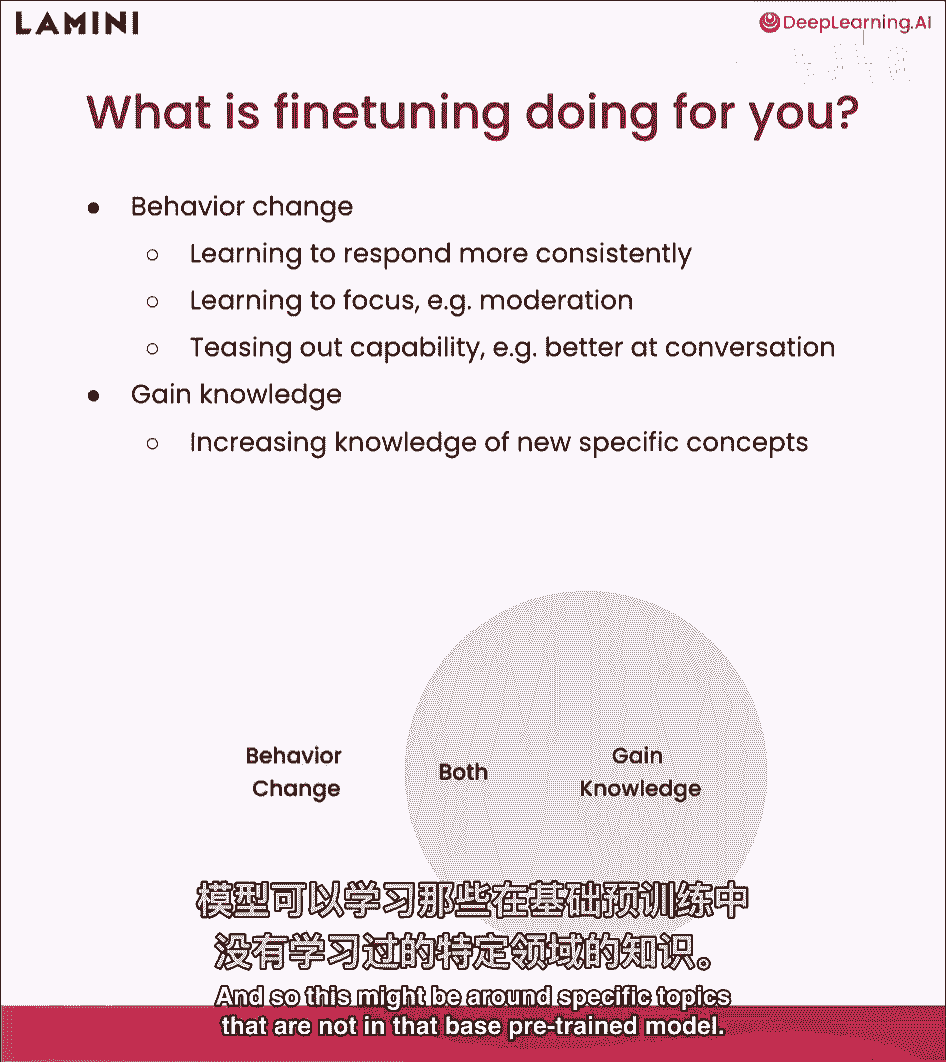 LAMINI
DeepLearning.AI
What is finetuning doing for you?
● Behavior change
○ Learning to respond more consistently
○ Learning to focus, e.g. moderation
○ Teasing out capability, e.g. better at conversation
● Gain knowledge
○ Increasing knowledge of new specific concepts
Behavior
Change
Both
Gain
Knowledge
模型可以学习那些在基础预训练中
没有学习过的特定领域的知识。
And so this might be around specific topics
that are not in that base pre-trained model.